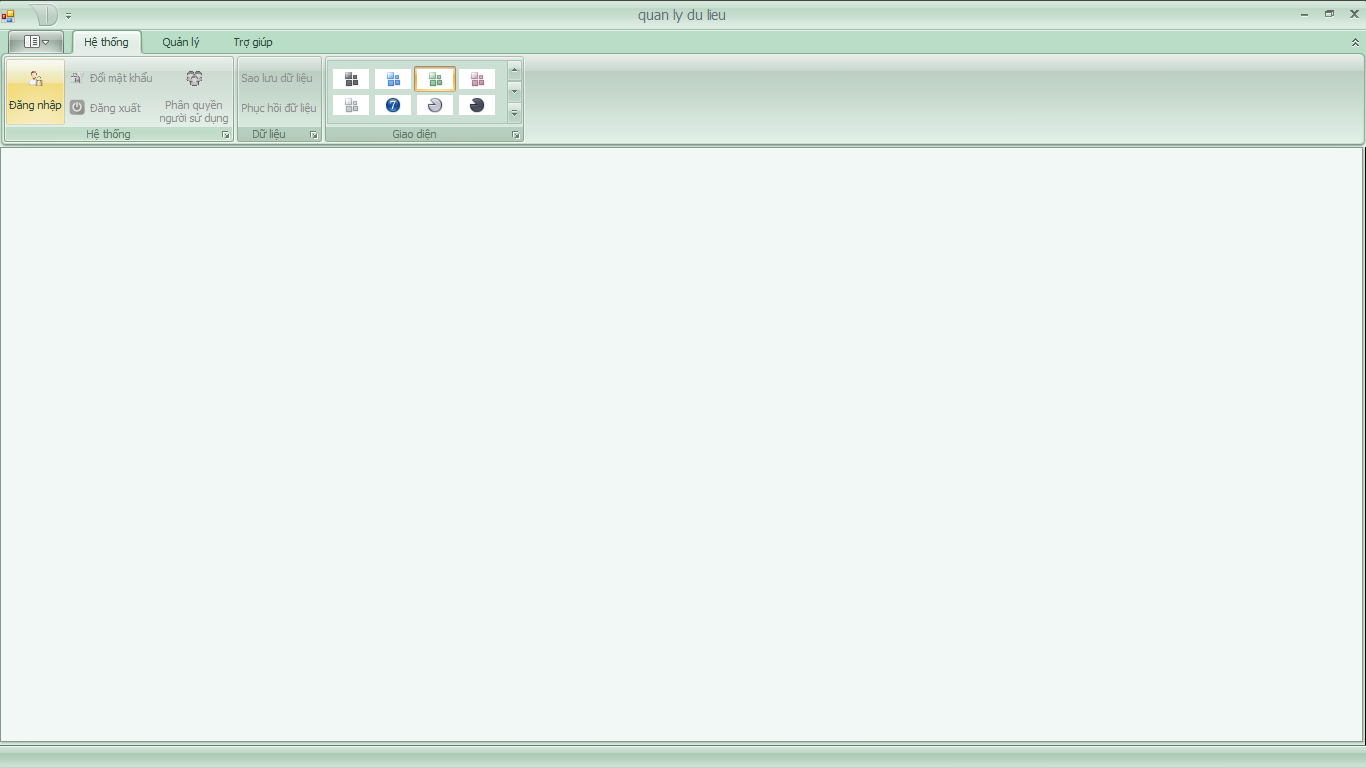 quan ly du lieu
Hệ thống Quản lý Trợ giúp
Đăng nhập
Đổi mật khẩu
Đăng xuất
Phân quyền
người sử dụng
Hệ thống
Sao lưu dữ liệu
Phục hồi dữ liệu
Dữ liệu
7
Giao diện